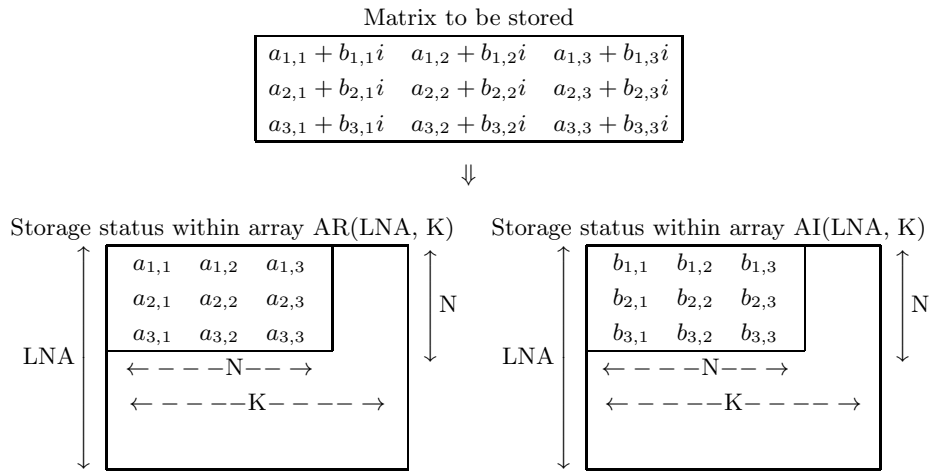 Matrix to be stored
a₁,₁ + b₁,₁i a₁,₂ + b₁,₂i a₁,₃ + b₁,₃i
a₂,₁ + b₂,₁i a₂,₂ + b₂,₂i a₂,₃ + b₂,₃i
a₃,₁ + b₃,₁i a₃,₂ + b₃,₂i a₃,₃ + b₃,₃i
⇓
Storage status within array AR(LNA, K)
a₁,₁ a₁,₂ a₁,₃
a₂,₁ a₂,₂ a₂,₃
a₃,₁ a₃,₂ a₃,₃
N
LNA
N
K
Storage status within array AI(LNA, K)
b₁,₁ b₁,₂ b₁,₃
b₂,₁ b₂,₂ b₂,₃
b₃,₁ b₃,₂ b₃,₃
N
LNA
N
K